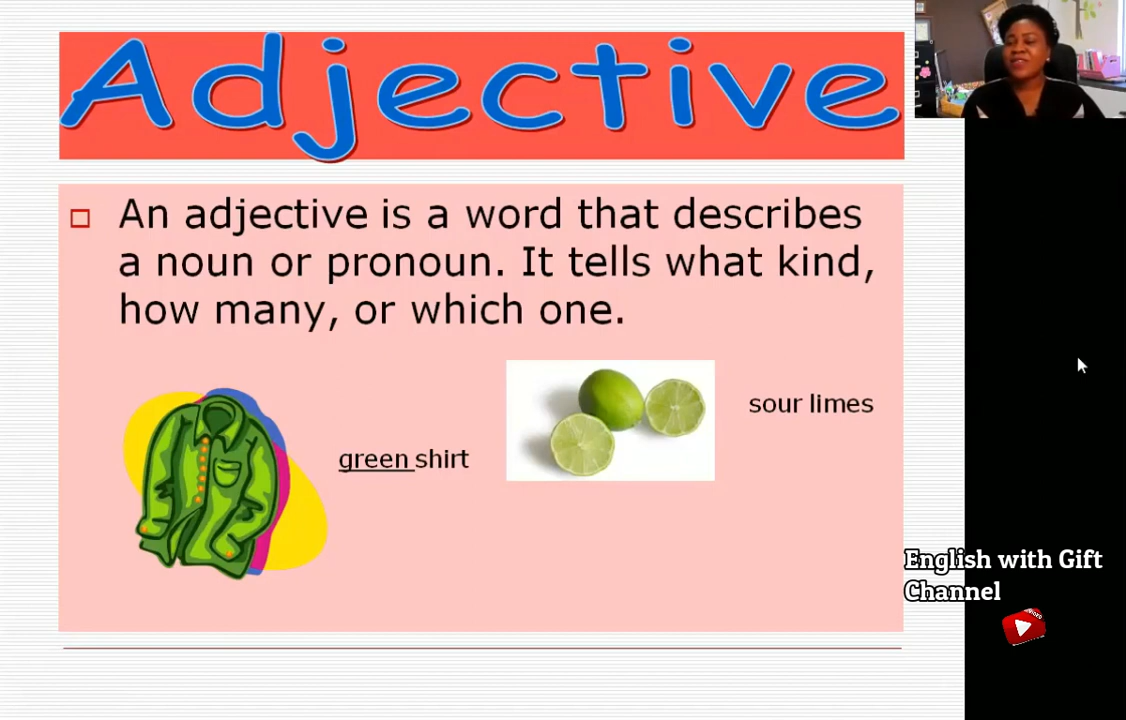 Adjective
An adjective is a word that describes
a noun or pronoun. It tells what kind,
how many, or which one.
sour limes
green shirt
English with Gift
Channel